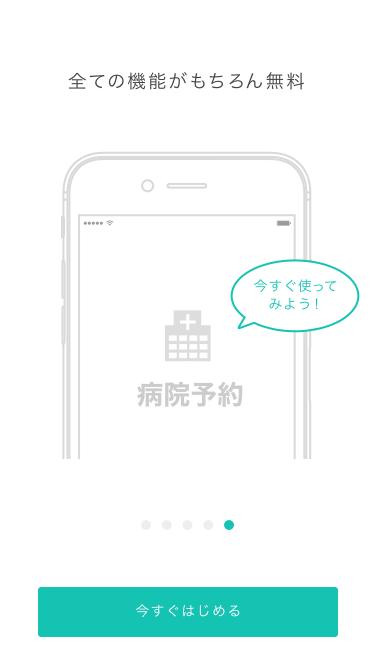 全ての機能がもちろん無料
今すぐ使って
みよう！
病院予約
今すぐはじめる